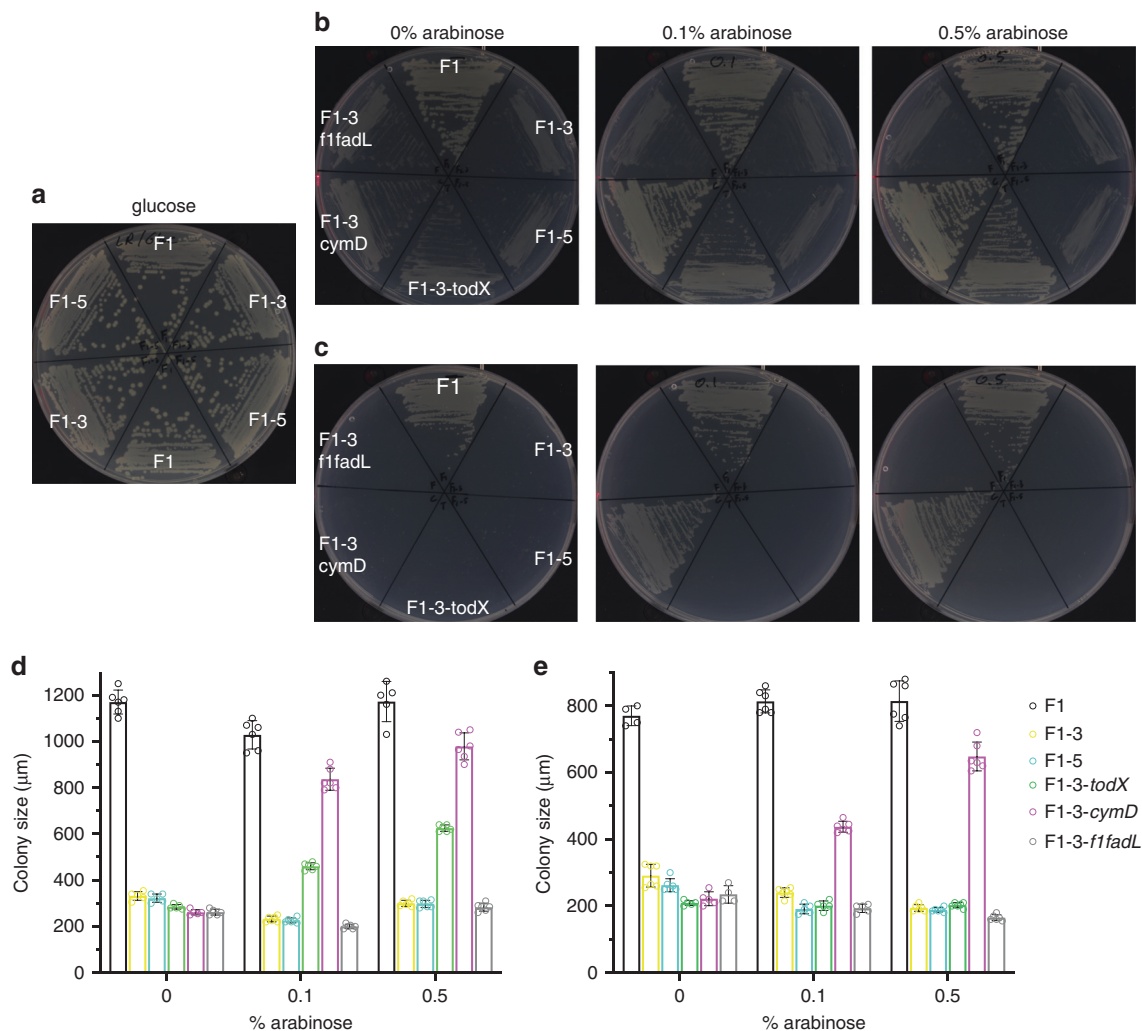 b
0% arabinose
0.1% arabinose
0.5% arabinose
F1
F1-3
f1fadL
F1-3
F1-3
cymD
F1-5
F1-3-todX
0.1
0.5
a
glucose
F1
F1-5
F1-3
F1-3
F1-5
F1
c
F1
F1-3
f1fadL
F1-3
F1-3
cymD
F1-5
F1-3-todX
0.1
0.5
d
Colony size (μm)
1200
1000
800
600
400
200
0
0
0.1
0.5
% arabinose
e
Colony size (μm)
800
600
400
200
0
0
0.1
0.5
% arabinose
F1
F1-3
F1-5
F1-3-todX
F1-3-cymD
F1-3-f1fadL